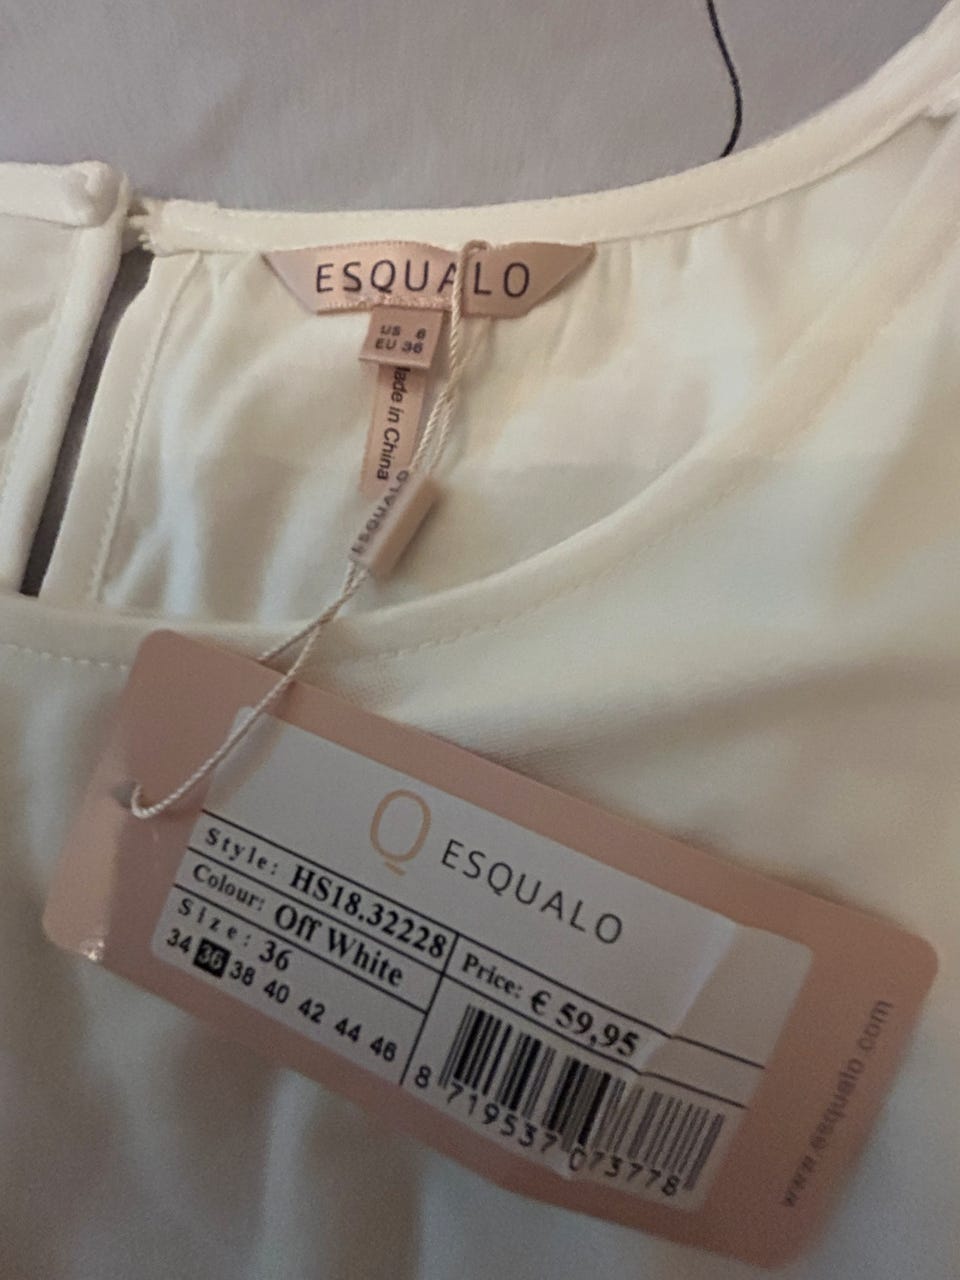 ESQUALO
US 6
EU 36
Made in China
ESQUALO
Q ESQUALO
Style: HS18.32228
Colour: Off White
Size: 36
34 36 38 40 42 44 46
Price: € 59,95
8 719537 073778
www.esqualo.com